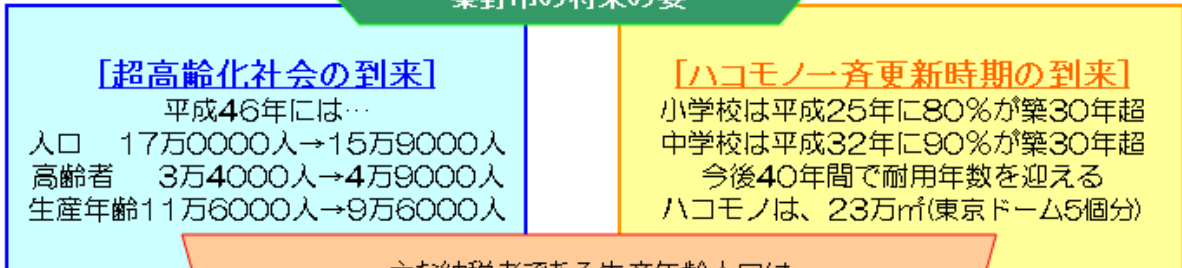 [超高齢化社会の到来]
平成46年には…
人口 17万0000人→15万9000人
高齢者 3万4000人→4万9000人
生産年齢11万6000人→9万6000人
[ハコモノ一斉更新時期の到来]
小学校は平成25年に80%が築30年超
中学校は平成32年に90%が築30年超
今後40年間で耐用年数を迎える
ハコモノは、23万㎡(東京ドーム5個分)